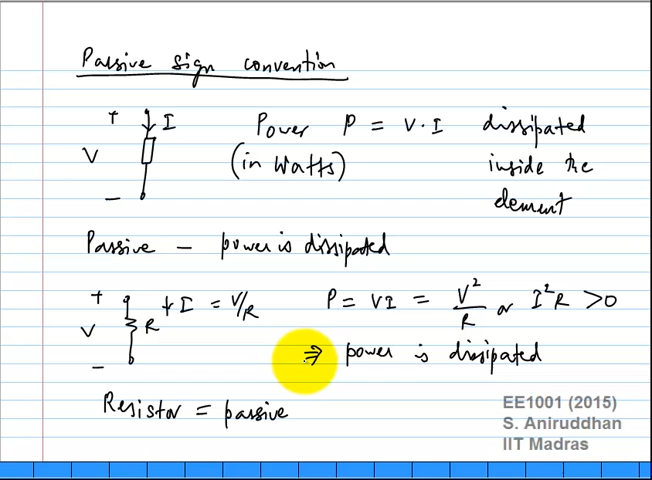 Passive sign convention
+ I Power P = V·I dissipated
V (in Watts) inside the
− element
Passive – power is dissipated
+ I = V/R P = VI = V²/R or I²R > 0
V R
− ⇒ power is dissipated
Resistor = passive
EE1001 (2015)
S. Aniruddhan
IIT Madras